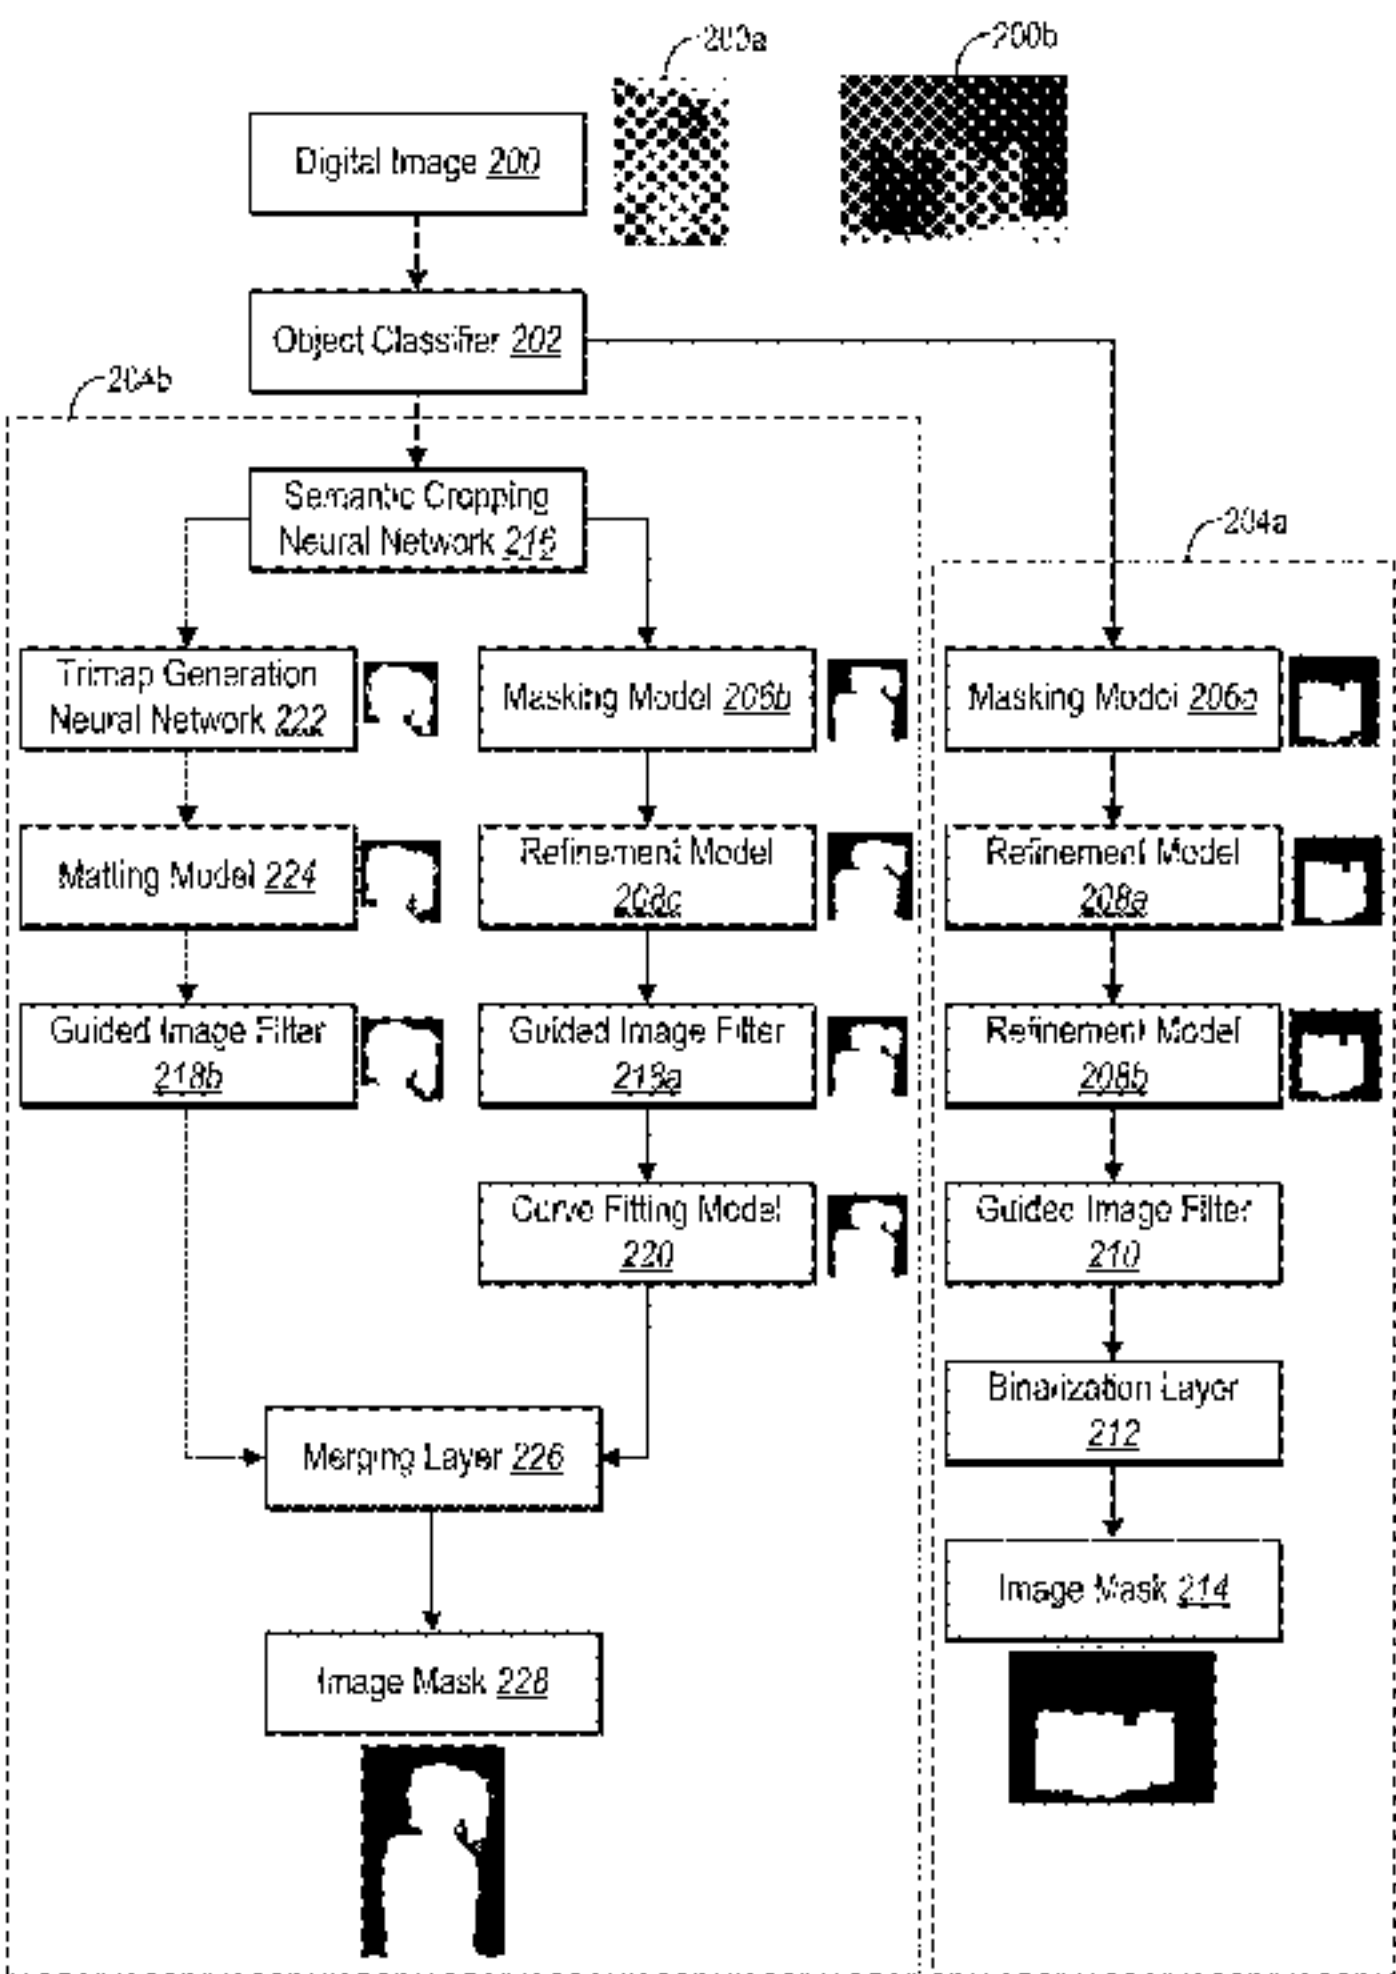 200a
200b
Digital Image 200
Object Classifier 202
204b
Semantic Cropping
Neural Network 216
204a
Trimap Generation
Neural Network 222
Masking Model 206b
Masking Model 206a
Matting Model 224
Refinement Model
208c
Refinement Model
208a
Guided Image Filter
218b
Guided Image Filter
218a
Refinement Model
208b
Curve Fitting Model
220
Guided Image Filter
210
Binarization Layer
212
Merging Layer 226
Image Mask 214
Image Mask 228